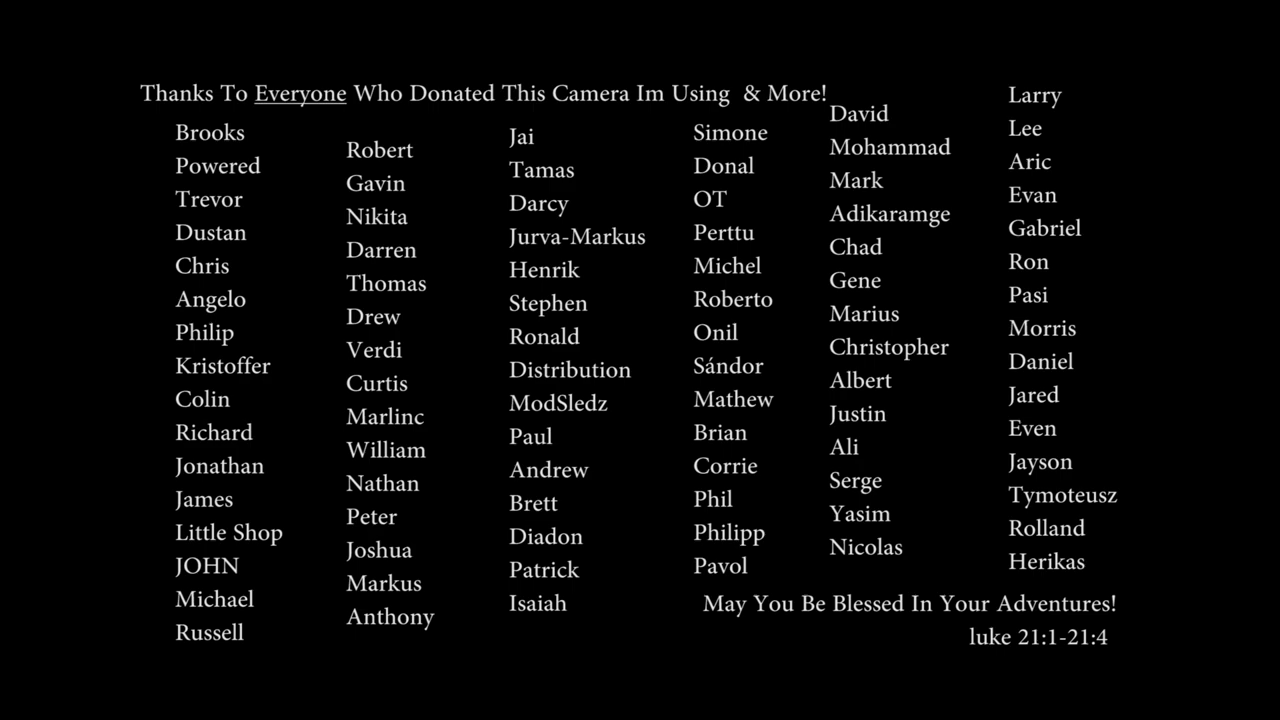 Thanks To Everyone Who Donated This Camera Im Using & More!
Brooks
Powered
Trevor
Dustan
Chris
Angelo
Philip
Kristoffer
Colin
Richard
Jonathan
James
Little Shop
JOHN
Michael
Russell
Robert
Gavin
Nikita
Darren
Thomas
Drew
Verdi
Curtis
Marlinc
William
Nathan
Peter
Joshua
Markus
Anthony
Jai
Tamas
Darcy
Jurva-Markus
Henrik
Stephen
Ronald
Distribution
ModSledz
Paul
Andrew
Brett
Diadon
Patrick
Isaiah
Simone
Donal
OT
Perttu
Michel
Roberto
Onil
Sándor
Mathew
Brian
Corrie
Phil
Philipp
Pavol
David
Mohammad
Mark
Adikaramge
Chad
Gene
Marius
Christopher
Albert
Justin
Ali
Serge
Yasim
Nicolas
Larry
Lee
Aric
Evan
Gabriel
Ron
Pasi
Morris
Daniel
Jared
Even
Jayson
Tymoteusz
Rolland
Herikas
May You Be Blessed In Your Adventures!
luke 21:1-21:4